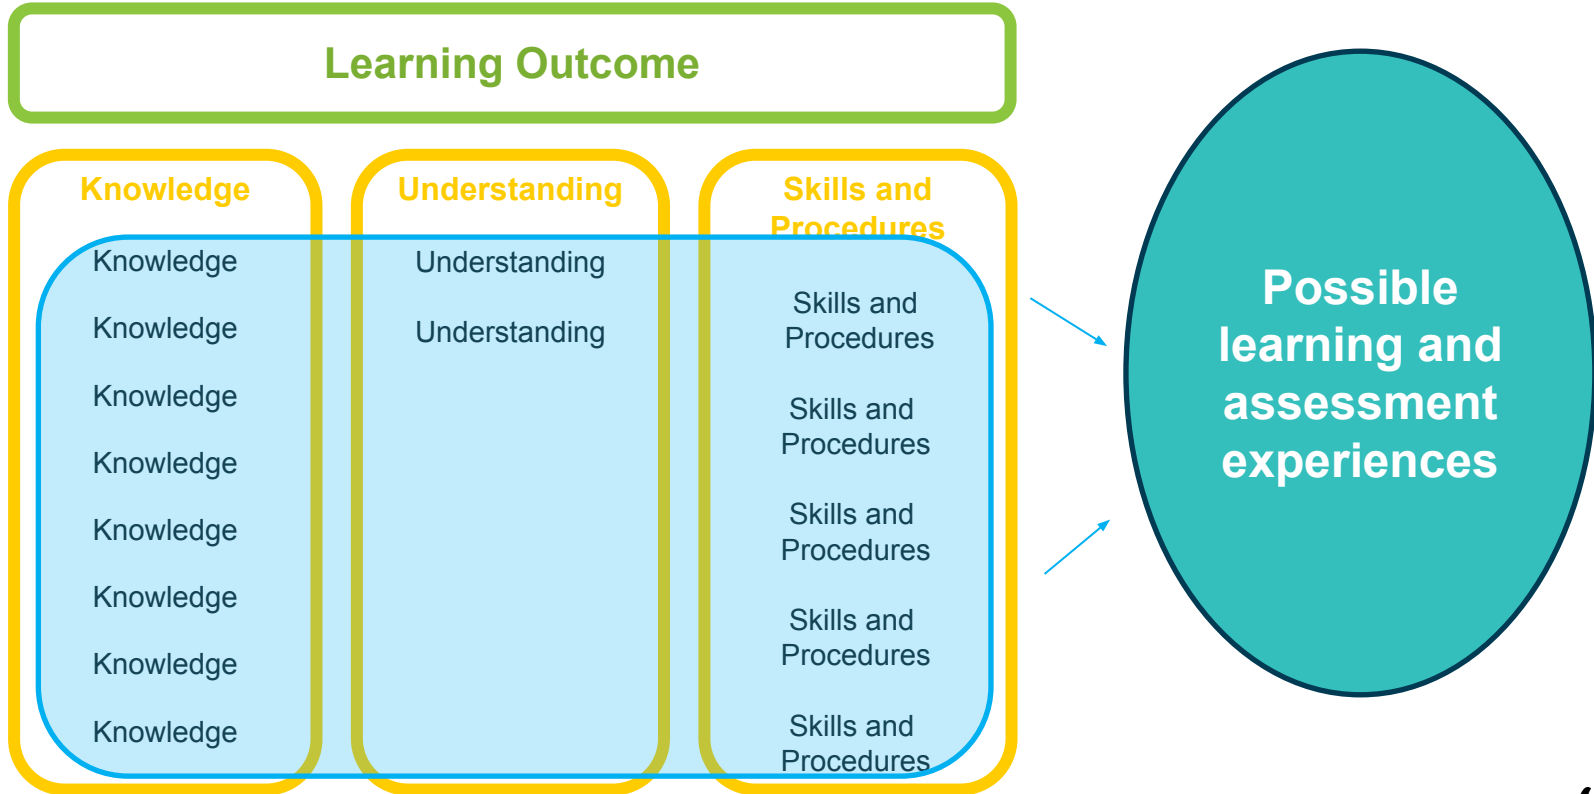 Learning Outcome
Knowledge
Knowledge
Knowledge
Knowledge
Knowledge
Knowledge
Knowledge
Knowledge
Knowledge
Understanding
Understanding
Understanding
Skills and
Procedures
Skills and
Procedures
Skills and
Procedures
Skills and
Procedures
Skills and
Procedures
Skills and
Procedures
Possible
learning and
assessment
experiences